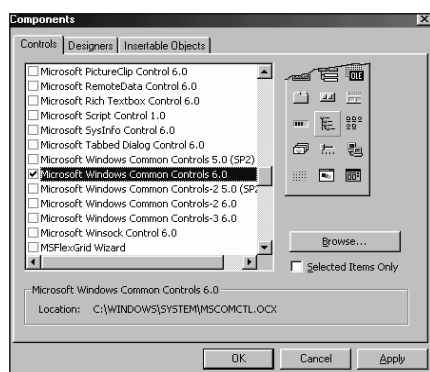 Components
Controls
Designers
Insertable Objects
Microsoft PictureClip Control 6.0
Microsoft RemoteData Control 6.0
Microsoft Rich Textbox Control 6.0
Microsoft Script Control 1.0
Microsoft SysInfo Control 6.0
Microsoft Tabbed Dialog Control 6.0
Microsoft Windows Common Controls 5.0 (SP2)
Microsoft Windows Common Controls 6.0
Microsoft Windows Common Controls-2 5.0 (SP2
Microsoft Windows Common Controls-2 6.0
Microsoft Windows Common Controls-3 6.0
Microsoft Winsock Control 6.0
MSFlexGrid Wizard
OLE
Browse...
Selected Items Only
Microsoft Windows Common Controls 6.0
Location: C:\WINDOWS\SYSTEM\MSCOMCTL.OCX
OK
Cancel
Apply